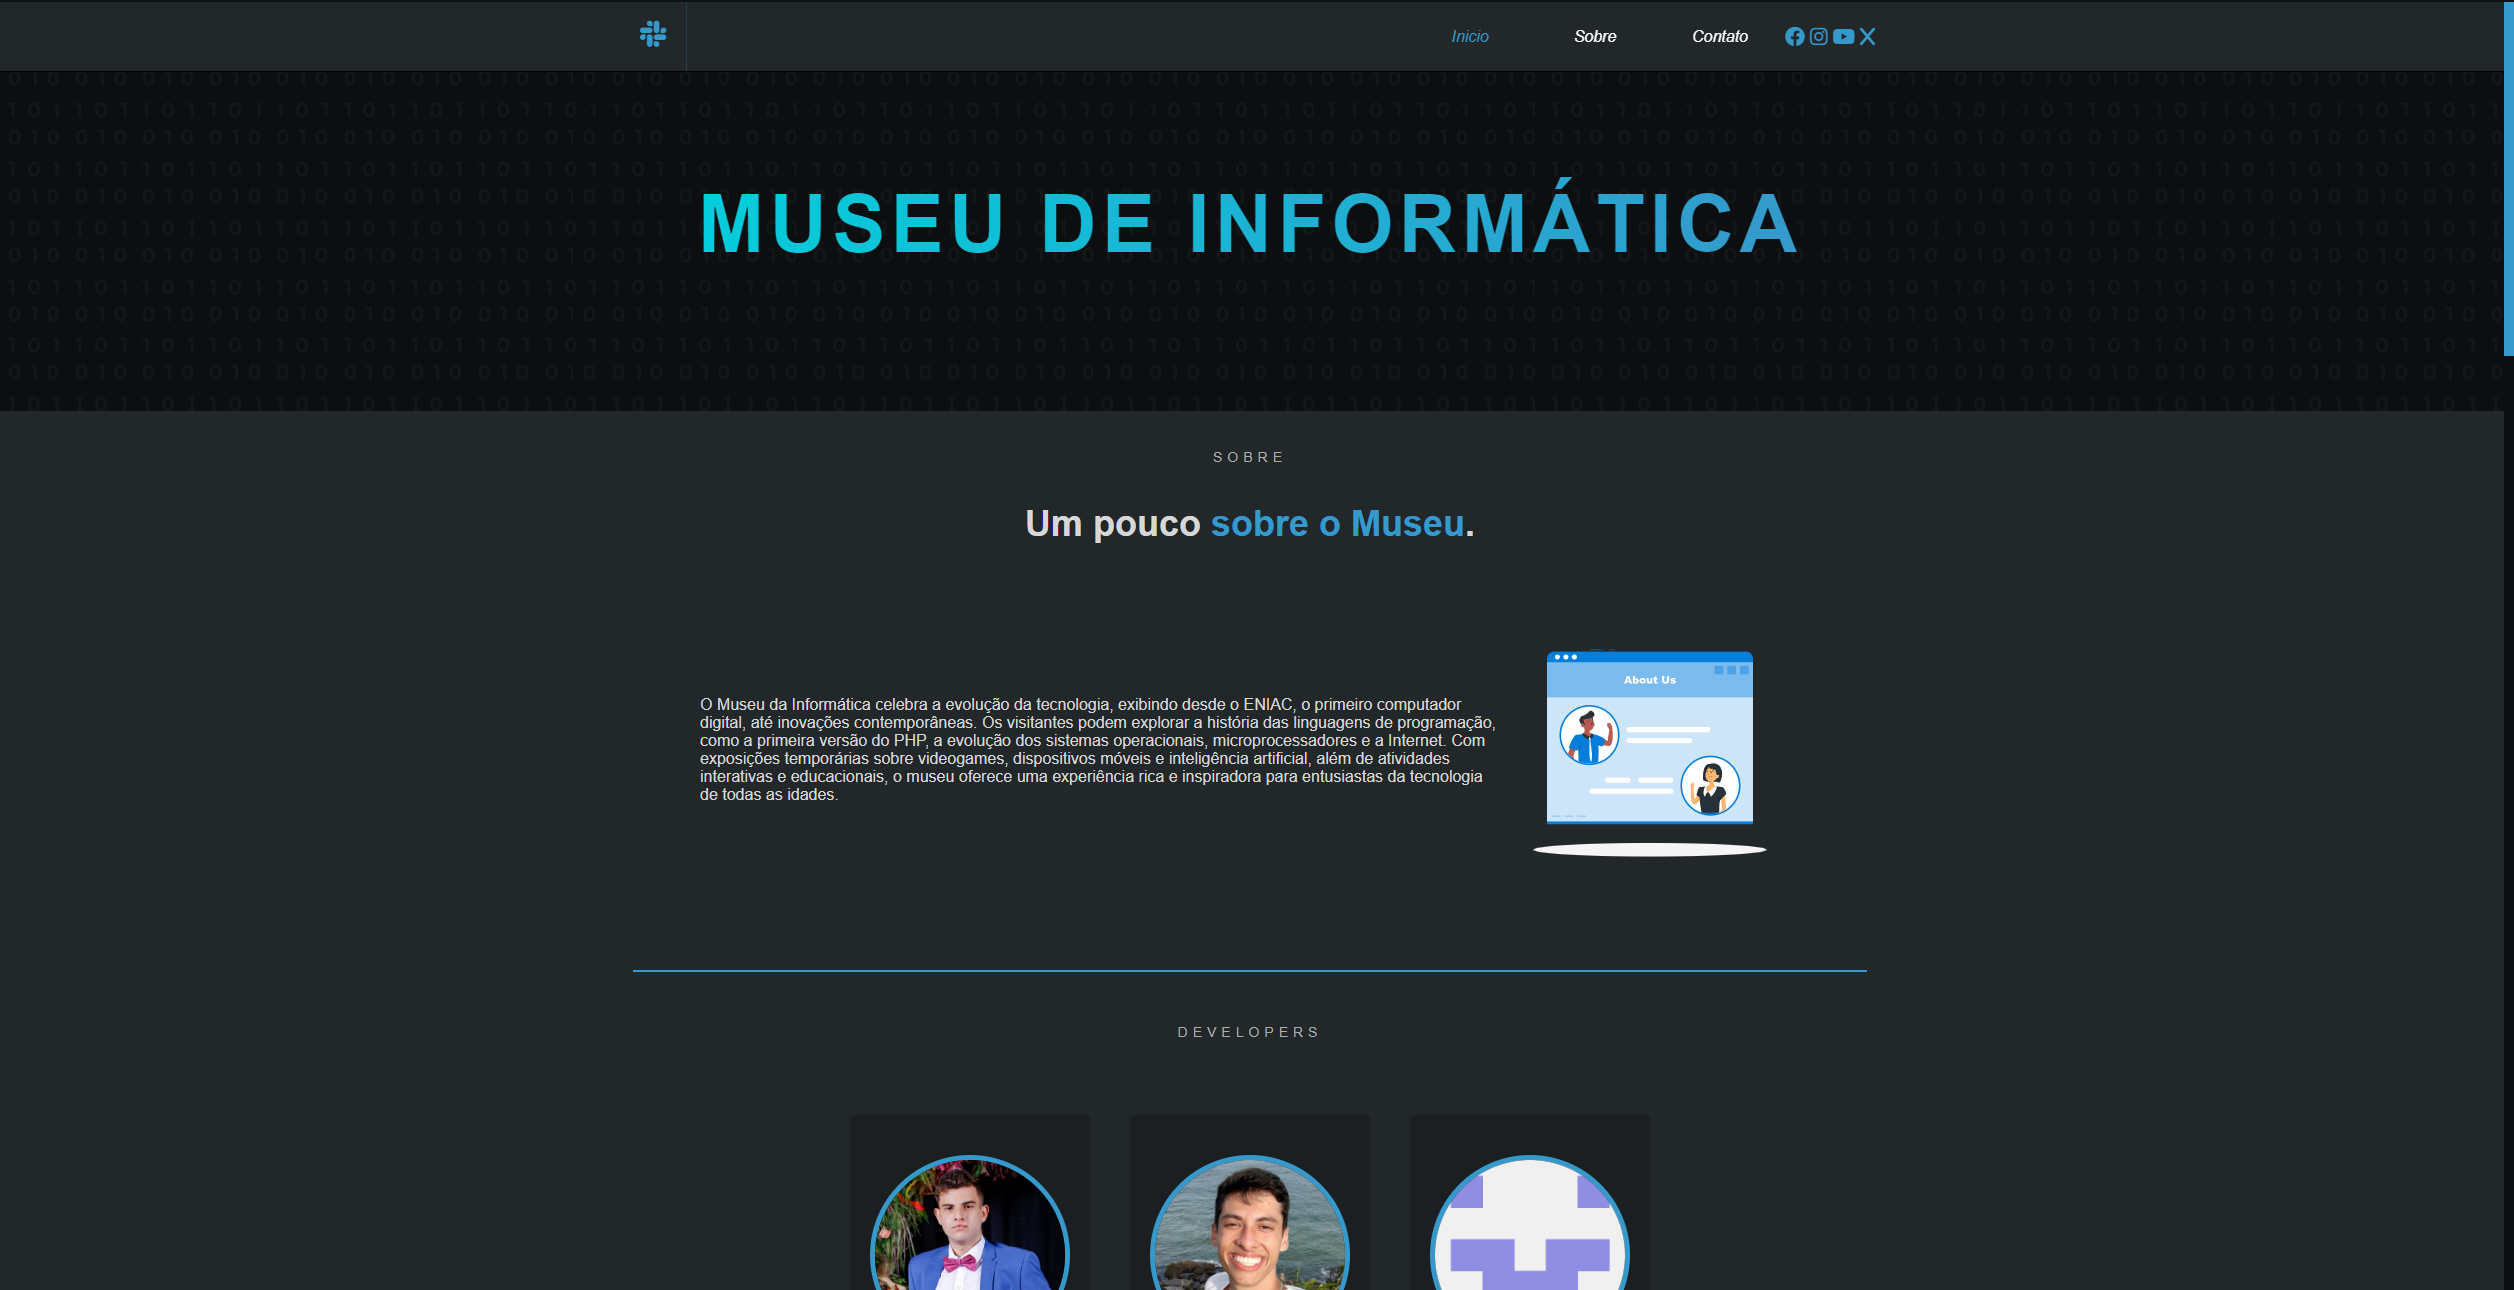 Inicio Sobre Contato
MUSEU DE INFORMÁTICA
SOBRE
Um pouco sobre o Museu.
O Museu da Informática celebra a evolução da tecnologia, exibindo desde o ENIAC, o primeiro computador
digital, até inovações contemporâneas. Os visitantes podem explorar a história das linguagens de programação,
como a primeira versão do PHP, a evolução dos sistemas operacionais, microprocessadores e a Internet. Com
exposições temporárias sobre videogames, dispositivos móveis e inteligência artificial, além de atividades
interativas e educacionais, o museu oferece uma experiência rica e inspiradora para entusiastas da tecnologia
de todas as idades.
About Us
DEVELOPERS